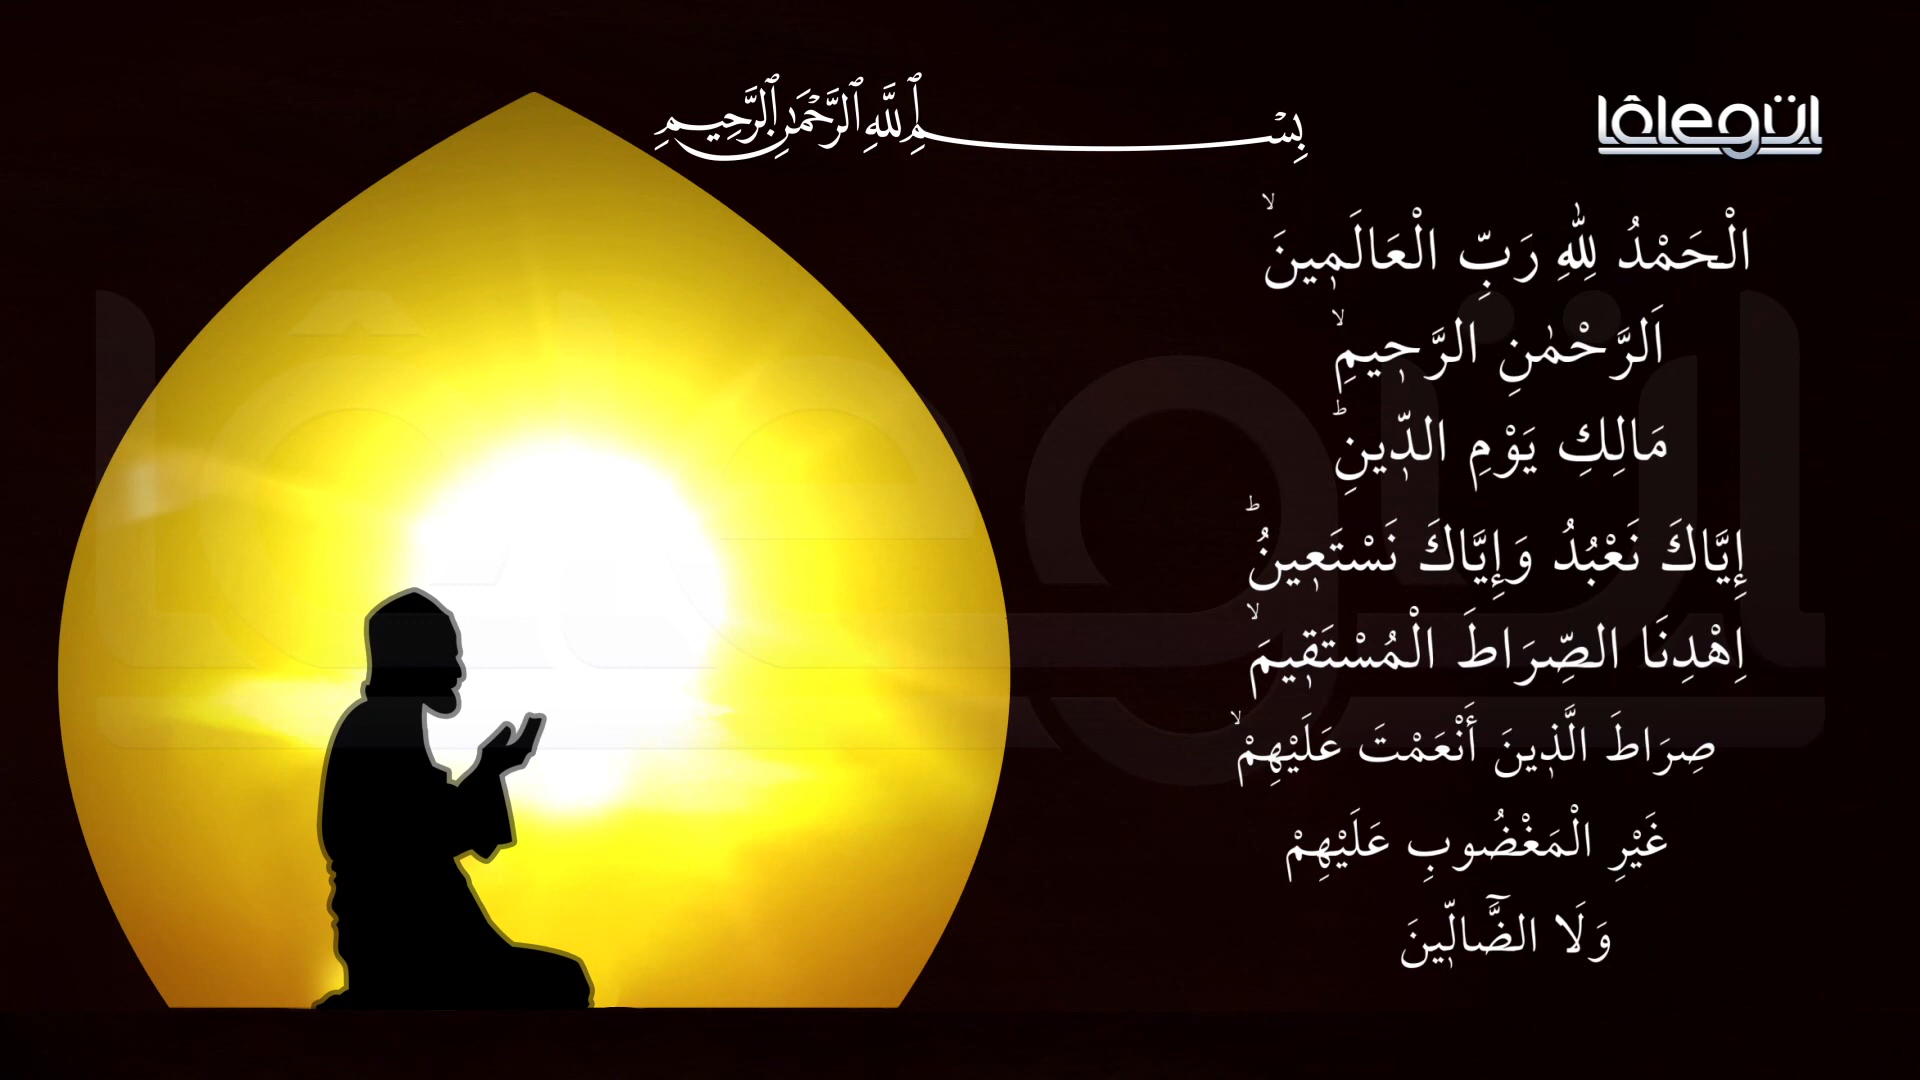 بِسْمِ ٱللَّهِ ٱلرَّحْمَٰنِ ٱلرَّحِيمِ
lâlegül
الْحَمْدُ لِلّٰهِ رَبِّ الْعَالَم۪ينَۙ
اَلرَّحْمٰنِ الرَّح۪يمِۙ
مَالِكِ يَوْمِ الدّ۪ينِۜ
إِيَّاكَ نَعْبُدُ وَإِيَّاكَ نَسْتَع۪ينُۜ
اِهْدِنَا الصِّرَاطَ الْمُسْتَق۪يمَۙ
صِرَاطَ الَّذ۪ينَ أَنْعَمْتَ عَلَيْهِمْۙ
غَيْرِ الْمَغْضُوبِ عَلَيْهِمْ
وَلَا الضَّٓالّ۪ينَ